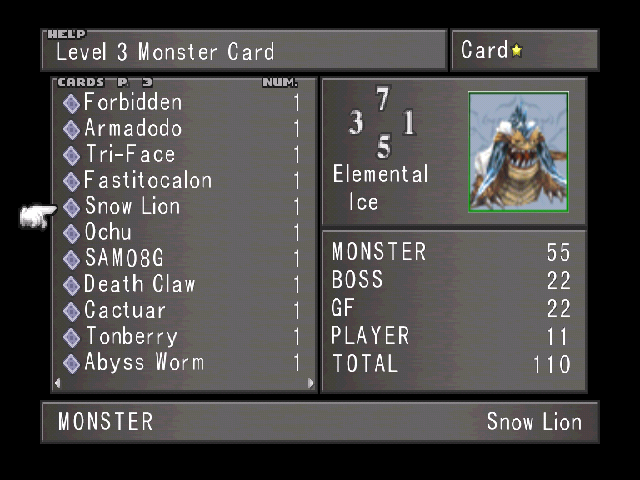 HELP
Level 3 Monster Card
Card
CARDS P. 3 NUM.
Forbidden 1
Armadodo 1
Tri-Face 1
Fastitocalon 1
Snow Lion 1
Ochu 1
SAM08G 1
Death Claw 1
Cactuar 1
Tonberry 1
Abyss Worm 1
7
3 1
5
Elemental
Ice
MONSTER 55
BOSS 22
GF 22
PLAYER 11
TOTAL 110
MONSTER Snow Lion